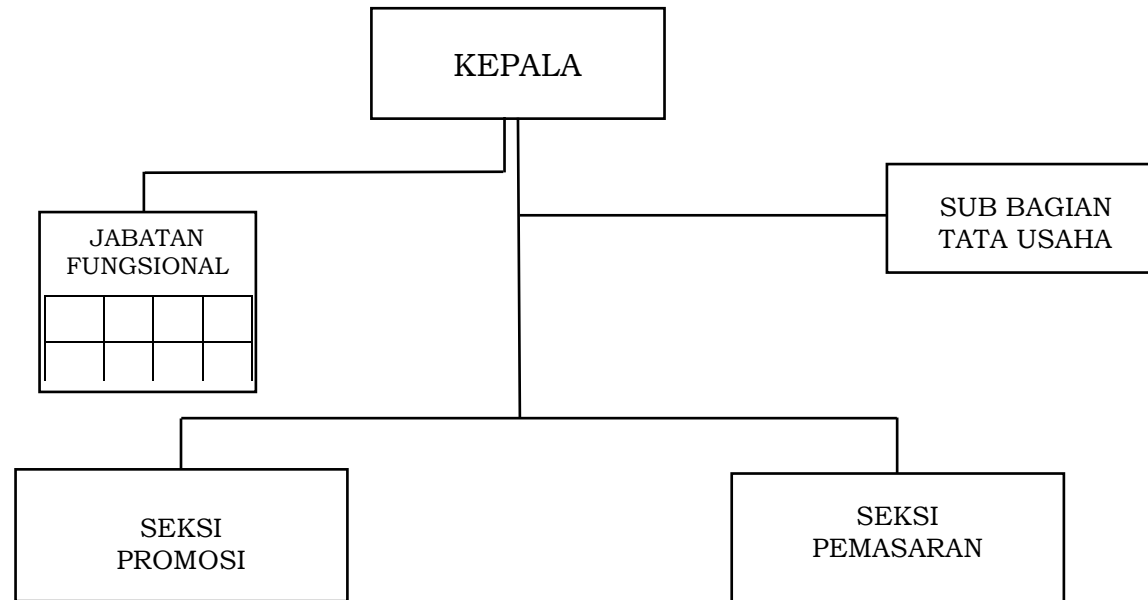 KEPALA
SUB BAGIAN
TATA USAHA
JABATAN
FUNGSIONAL
SEKSI
PROMOSI
SEKSI
PEMASARAN